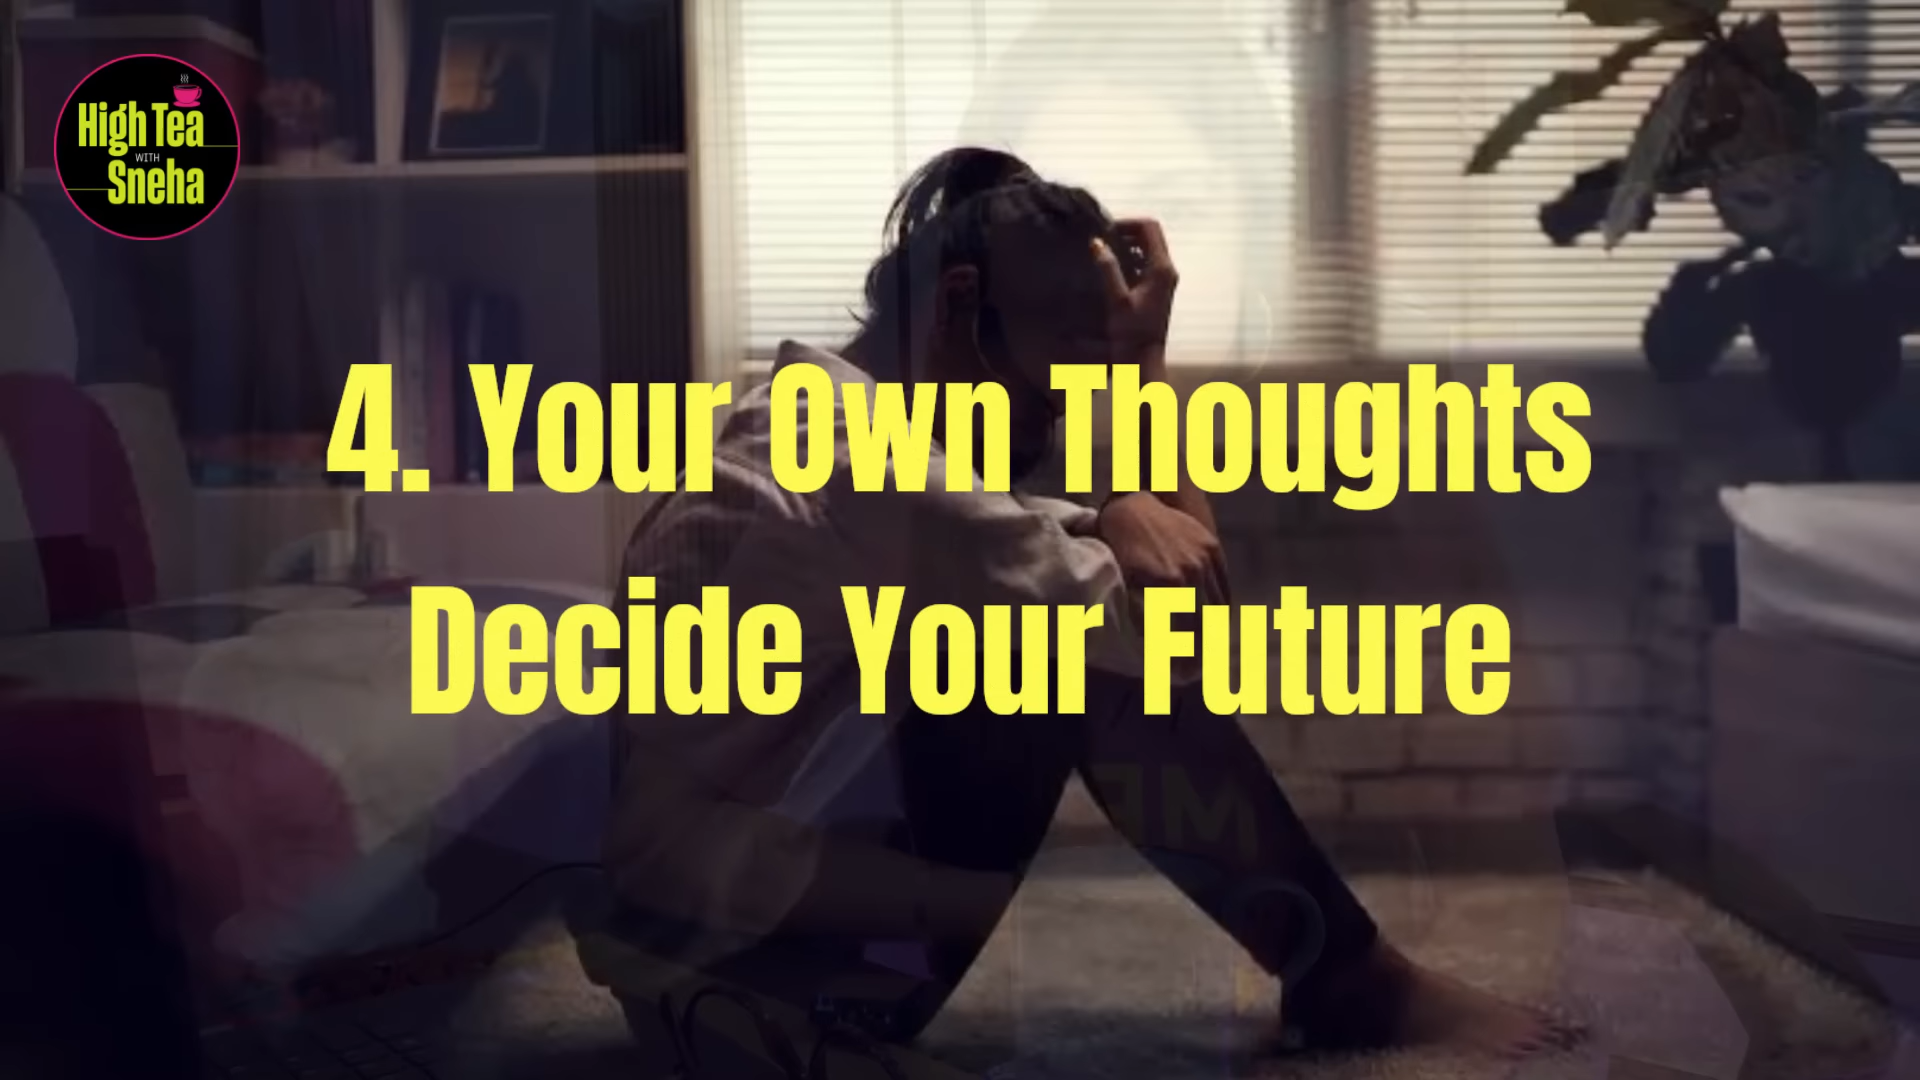 High Tea
WITH
Sneha
4. Your Own Thoughts
Decide Your Future